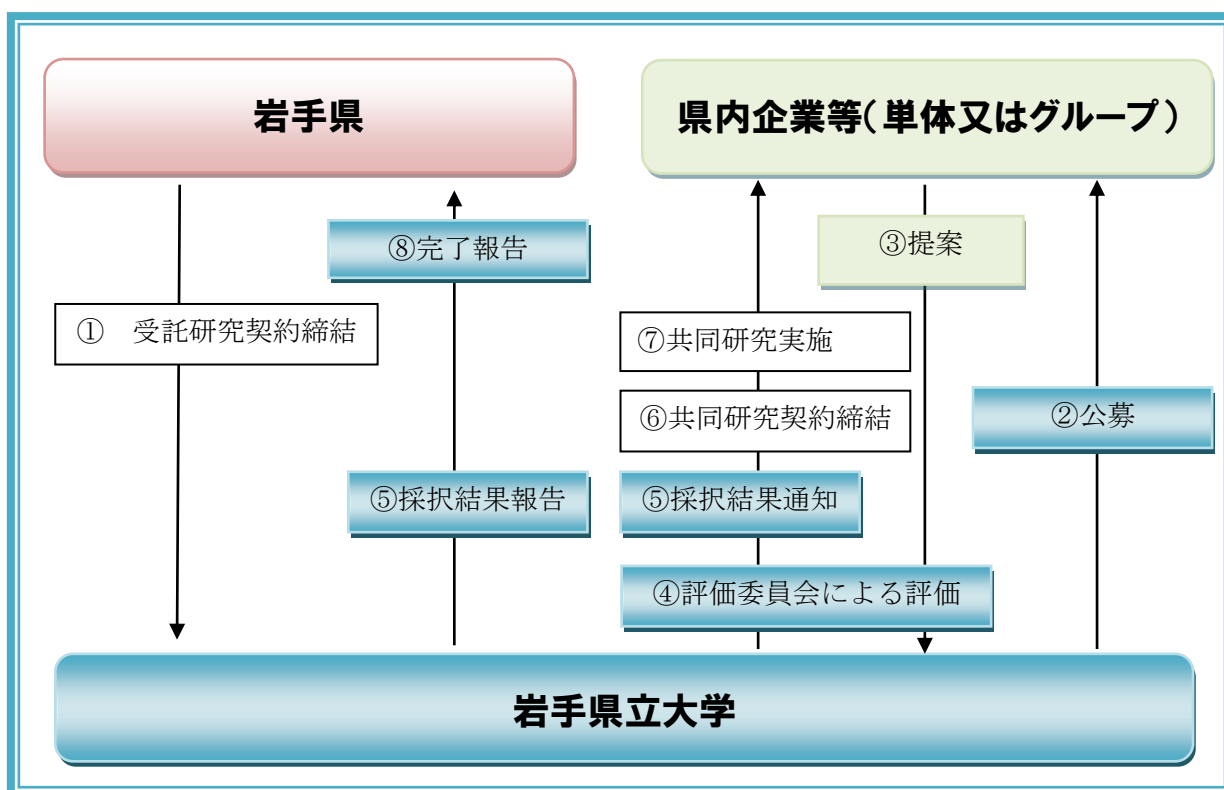 岩手県
県内企業等(単体又はグループ)
⑧完了報告
③提案
① 受託研究契約締結
⑦共同研究実施
⑥共同研究契約締結
②公募
⑤採択結果報告
⑤採択結果通知
④評価委員会による評価
岩手県立大学